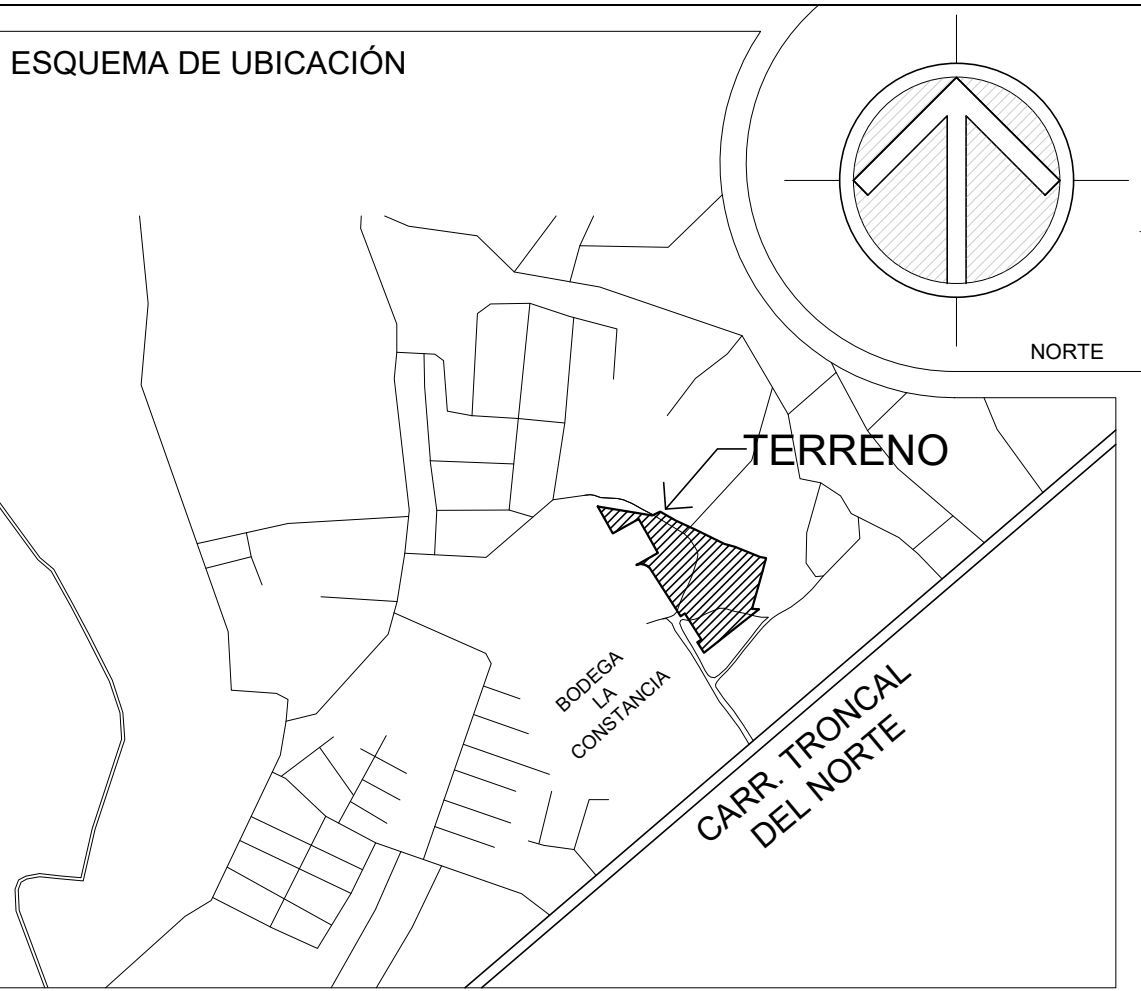 ESQUEMA DE UBICACIÓN
NORTE
TERRENO
BODEGA
LA
CONSTANCIA
CARR. TRONCAL
DEL NORTE